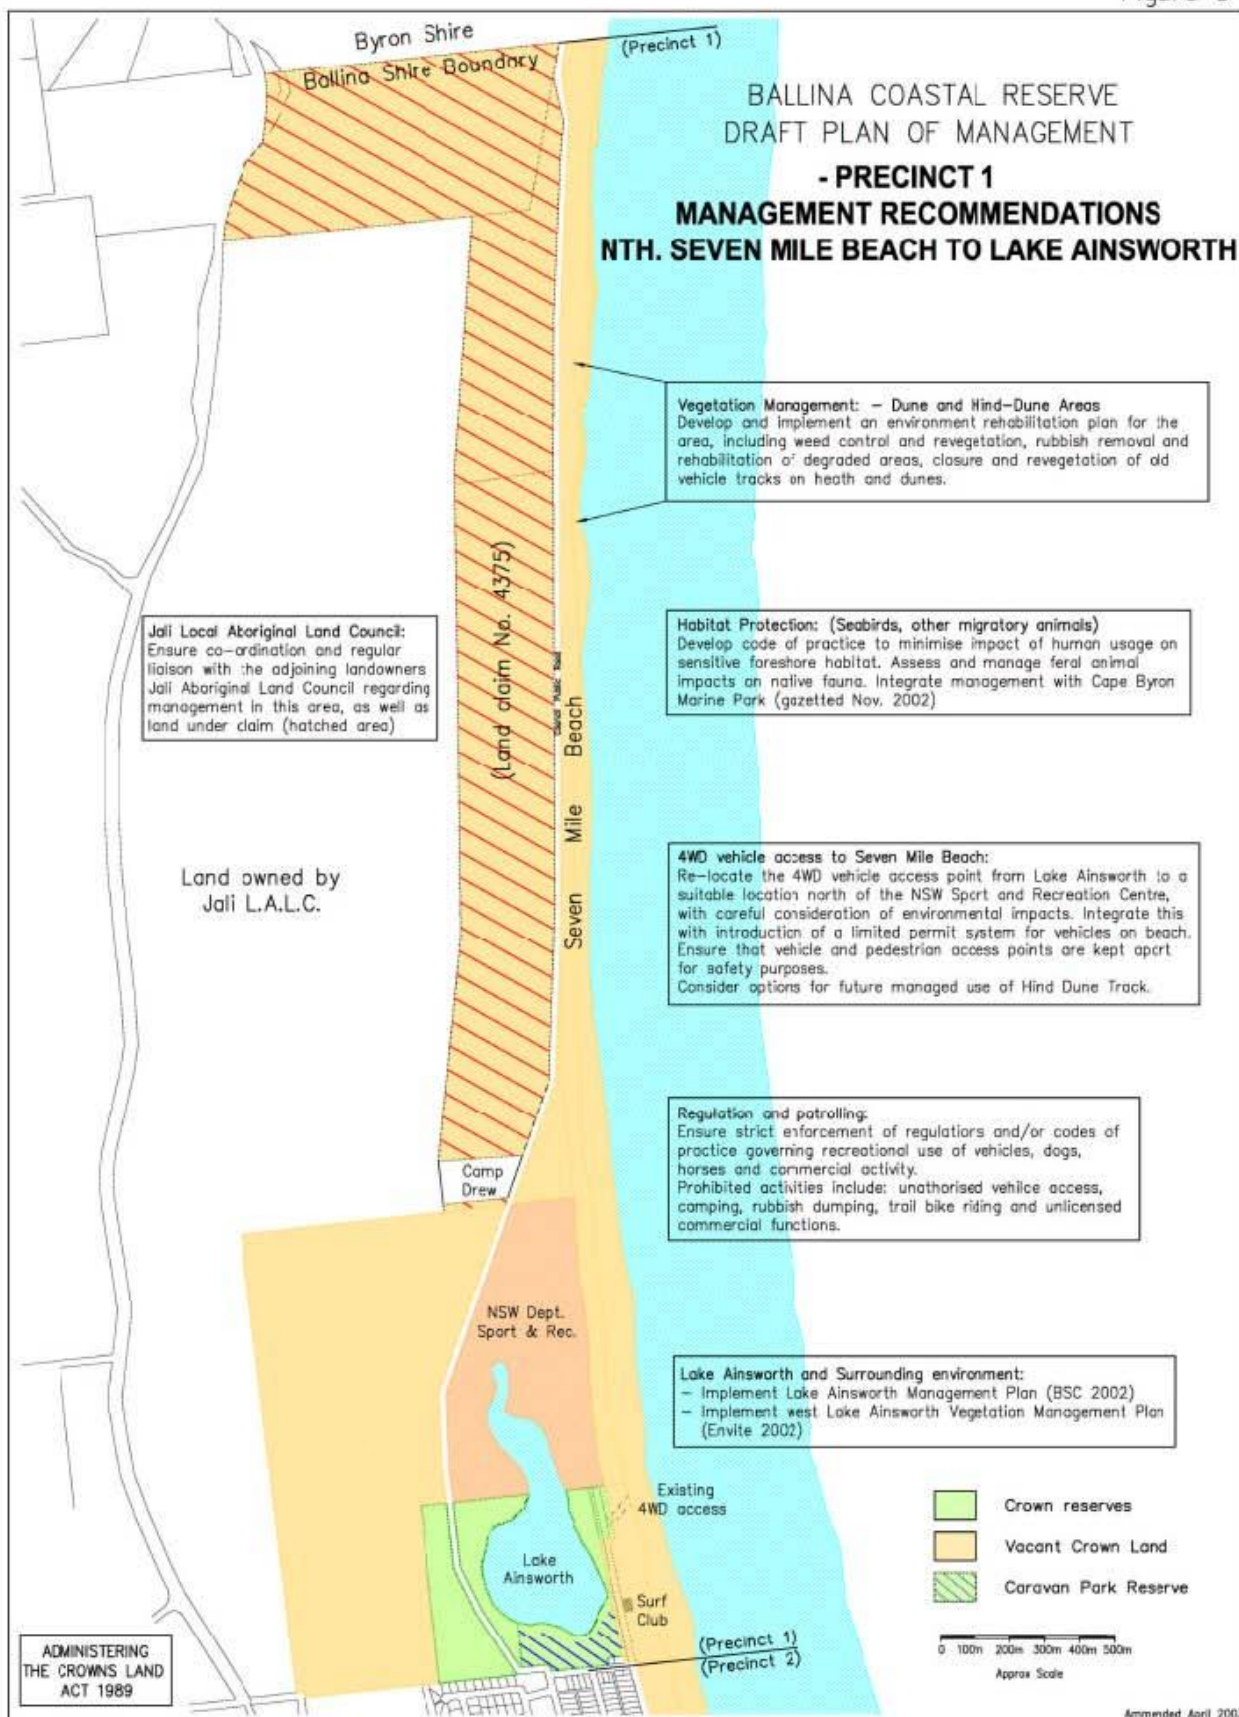 Byron Shire
Ballina Shire Boundary
(Precinct 1)
BALLINA COASTAL RESERVE
DRAFT PLAN OF MANAGEMENT
- PRECINCT 1
MANAGEMENT RECOMMENDATIONS
NTH. SEVEN MILE BEACH TO LAKE AINSWORTH
Vegetation Management: - Dune and Hind-Dune Areas
Develop and implement an environment rehabilitation plan for the
area, including weed control and revegetation, rubbish removal and
rehabilitation of degraded areas, closure and revegetation of old
vehicle tracks on heath and dunes.
(Land claim No. 4375)
Council Public Road
Seven Mile Beach
Jali Local Aboriginal Land Council:
Ensure co-ordination and regular
liaison with the adjoining landowners
Jali Aboriginal Land Council regarding
management in this area, as well as
land under claim (hatched area)
Habitat Protection: (Seabirds, other migratory animals)
Develop code of practice to minimise impact of human usage on
sensitive foreshore habitat. Assess and manage feral animal
impacts on native fauna. Integrate management with Cape Byron
Marine Park (gazetted Nov. 2002)
Land owned by
Jali L.A.L.C.
4WD vehicle access to Seven Mile Beach:
Re-locate the 4WD vehicle access point from Lake Ainsworth to a
suitable location north of the NSW Sport and Recreation Centre,
with careful consideration of environmental impacts. Integrate this
with introduction of a limited permit system for vehicles on beach.
Ensure that vehicle and pedestrian access points are kept apart
for safety purposes.
Consider options for future managed use of Hind Dune Track.
Regulation and patrolling:
Ensure strict enforcement of regulations and/or codes of
practice governing recreational use of vehicles, dogs,
horses and commercial activity.
Prohibited activities include: unathorised vehilce access,
camping, rubbish dumping, trail bike riding and unlicensed
commercial functions.
Camp
Drew
NSW Dept.
Sport & Rec.
Lake Ainsworth and Surrounding environment:
- Implement Lake Ainsworth Management Plan (BSC 2002)
- Implement west Lake Ainsworth Vegetation Management Plan
(Envite 2002)
Existing
4WD access
Lake
Ainsworth
Surf
Club
Crown reserves
Vacant Crown Land
Caravan Park Reserve
(Precinct 1)
(Precinct 2)
0 100m 200m 300m 400m 500m
Approx Scale
ADMINISTERING
THE CROWNS LAND
ACT 1989
Ammended April